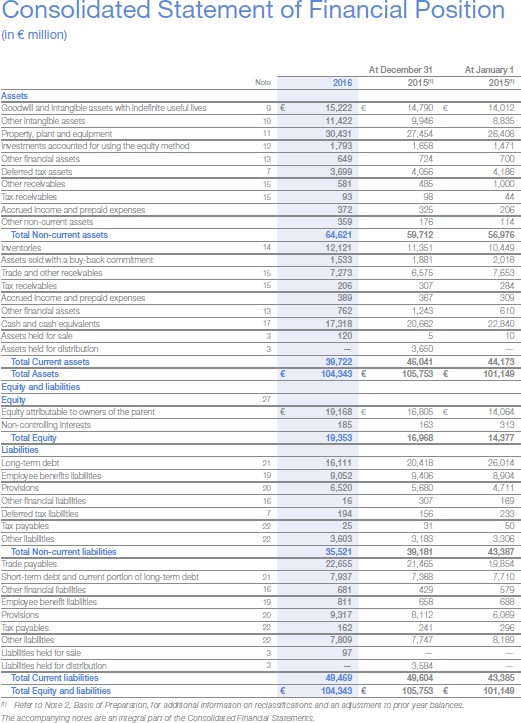 Consolidated Statement of Financial Position
(in € million)
At December 31 At January 1
Note 2016 2015(1) 2015(1)
Assets
Goodwill and intangible assets with indefinite useful lives 9 € 15,222 € 14,790 € 14,012
Other intangible assets 10 11,422 9,946 8,835
Property, plant and equipment 11 30,431 27,454 26,408
Investments accounted for using the equity method 12 1,793 1,658 1,471
Other financial assets 13 649 724 700
Deferred tax assets 7 3,699 4,056 4,186
Other receivables 15 581 485 1,000
Tax receivables 15 93 98 44
Accrued income and prepaid expenses 372 325 206
Other non-current assets 359 176 114
Total Non-current assets 64,621 59,712 56,976
Inventories 14 12,121 11,351 10,449
Assets sold with a buy-back commitment 1,533 1,881 2,018
Trade and other receivables 15 7,273 6,575 7,653
Tax receivables 15 206 307 284
Accrued income and prepaid expenses 389 367 309
Other financial assets 13 762 1,243 610
Cash and cash equivalents 17 17,318 20,662 22,840
Assets held for sale 3 120 5 10
Assets held for distribution 3 — 3,650 —
Total Current assets 39,722 46,041 44,173
Total Assets € 104,343 € 105,753 € 101,149
Equity and liabilities
Equity 27
Equity attributable to owners of the parent € 19,168 € 16,805 € 14,064
Non-controlling interests 185 163 313
Total Equity 19,353 16,968 14,377
Liabilities
Long-term debt 21 16,111 20,418 26,014
Employee benefits liabilities 19 9,052 9,406 8,904
Provisions 20 6,520 5,680 4,711
Other financial liabilities 16 16 307 169
Deferred tax liabilities 7 194 156 233
Tax payables 22 25 31 50
Other liabilities 22 3,603 3,183 3,306
Total Non-current liabilities 35,521 39,181 43,387
Trade payables 22,655 21,465 19,854
Short-term debt and current portion of long-term debt 21 7,937 7,368 7,710
Other financial liabilities 16 681 429 579
Employee benefit liabilities 19 811 658 688
Provisions 20 9,317 8,112 6,069
Tax payables 22 162 241 296
Other liabilities 22 7,809 7,747 8,189
Liabilities held for sale 3 97 — —
Liabilities held for distribution 3 — 3,584 —
Total Current liabilities 49,469 49,604 43,385
Total Equity and liabilities € 104,343 € 105,753 € 101,149
(1) Refer to Note 2, Basis of Preparation, for additional information on reclassifications and an adjustment to prior year balances.
The accompanying notes are an integral part of the Consolidated Financial Statements.